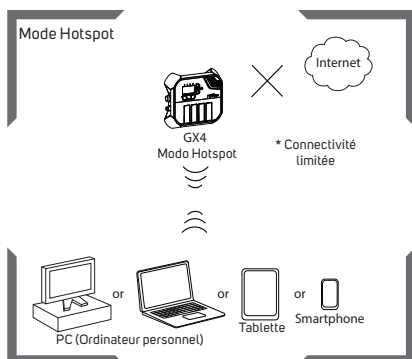 Mode Hotspot
Internet
GX4
Modo Hotspot
* Connectivité
limitée
or
or
or
Tablette
Smartphone
PC (Ordinateur personnel)